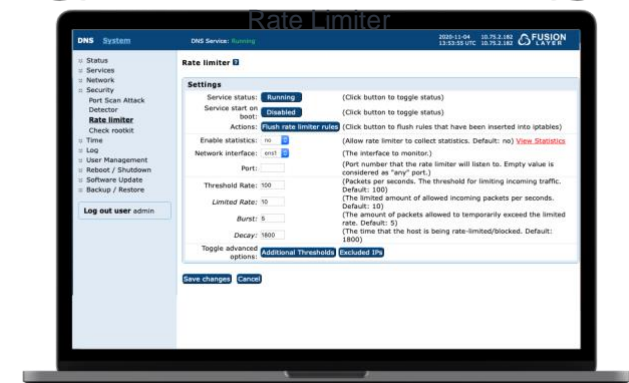 Rate Limiter
DNS System
DNS Service: Running
2020-11-04 10.75.2.182
13:53:55 UTC 10.75.2.182
FUSION
LAYER
Status
Services
Network
Security
Port Scan Attack
Detector
Rate limiter
Check rootkit
Time
Log
User Management
Reboot / Shutdown
Software Update
Backup / Restore
Log out user admin
Rate limiter ?
Settings
Service status: Running (Click button to toggle status)
Service start on
boot: Disabled (Click button to toggle status)
Actions: Flush rate limiter rules (Click button to flush rules that have been inserted into iptables)
Enable statistics: no (Allow rate limiter to collect statistics. Default: no) View Statistics
Network interface: ens1 (The interface to monitor.)
Port: (Port number that the rate limiter will listen to. Empty value is
considered as "any" port.)
Threshold Rate: 100 (Packets per seconds. The threshold for limiting incoming traffic.
Default: 100)
Limited Rate: 10 (The limited amount of allowed incoming packets per seconds.
Default: 10)
Burst: 5 (The amount of packets allowed to temporarily exceed the limited
rate. Default: 5)
Decay: 1800 (The time that the host is being rate-limited/blocked. Default:
1800)
Toggle advanced
options: Additional Thresholds Excluded IPs
Save changes Cancel